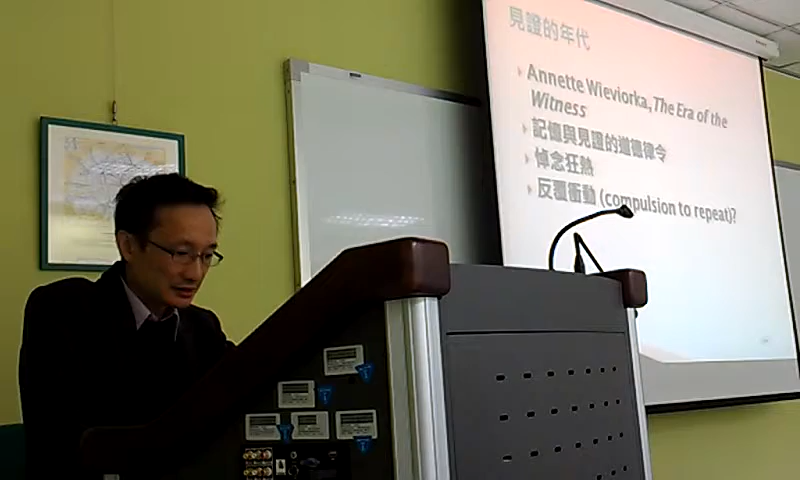 見證的年代
Annette Wieviorka, The Era of the
Witness
記憶與見證的道德律令
悼念狂熱
反覆衝動 (compulsion to repeat)?